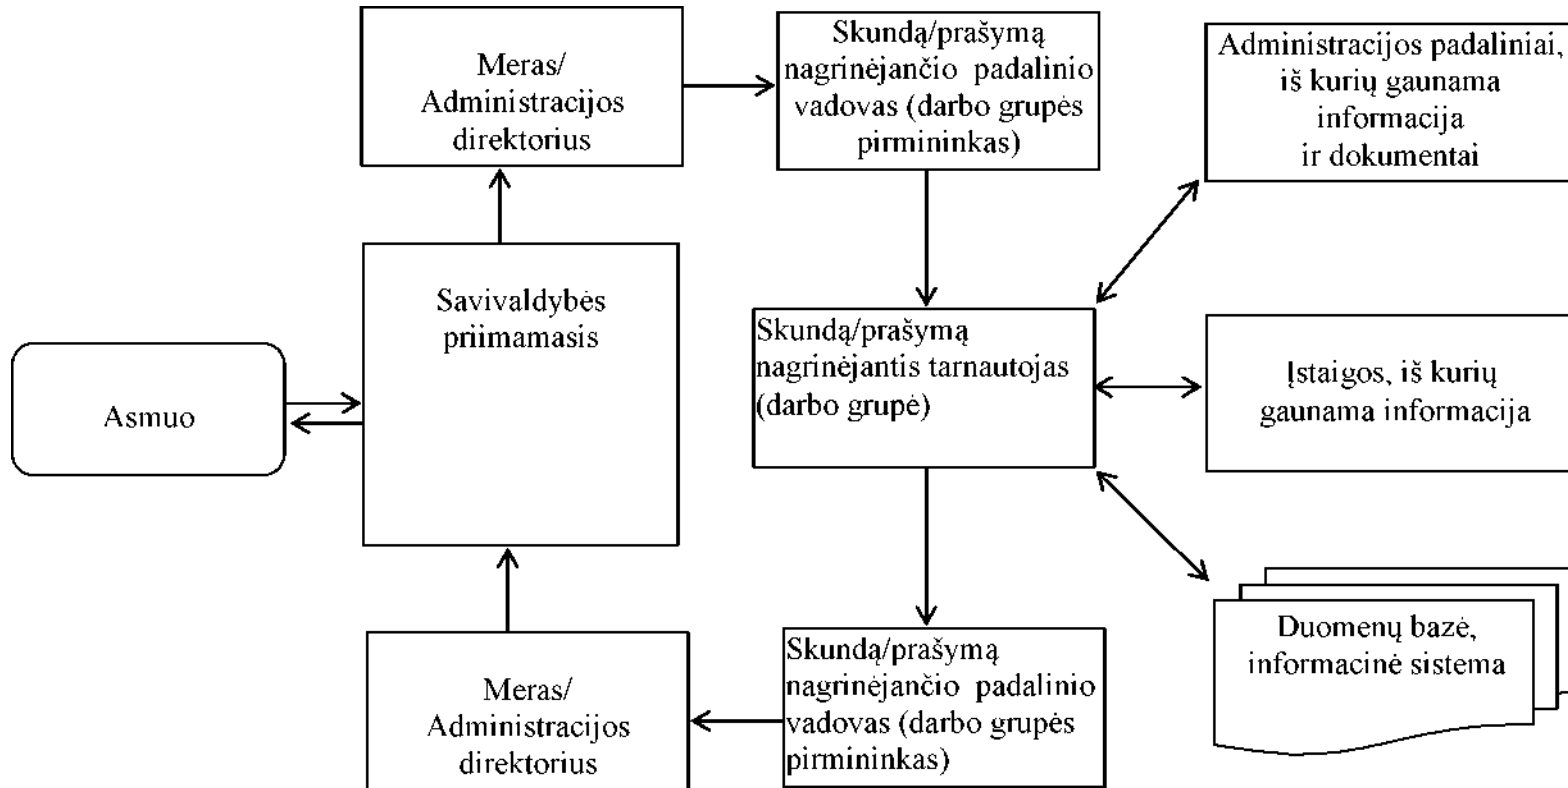 Meras/
Administracijos
direktorius
Skundą/prašymą
nagrinėjančio padalinio
vadovas (darbo grupės
pirmininkas)
Administracijos padaliniai,
iš kurių gaunama
informacija
ir dokumentai
Savivaldybės
priimamasis
Asmuo
Skundą/prašymą
nagrinėjantis tarnautojas
(darbo grupė)
Įstaigos, iš kurių
gaunama informacija
Meras/
Administracijos
direktorius
Skundą/prašymą
nagrinėjančio padalinio
vadovas (darbo grupės
pirmininkas)
Duomenų bazė,
informacinė sistema